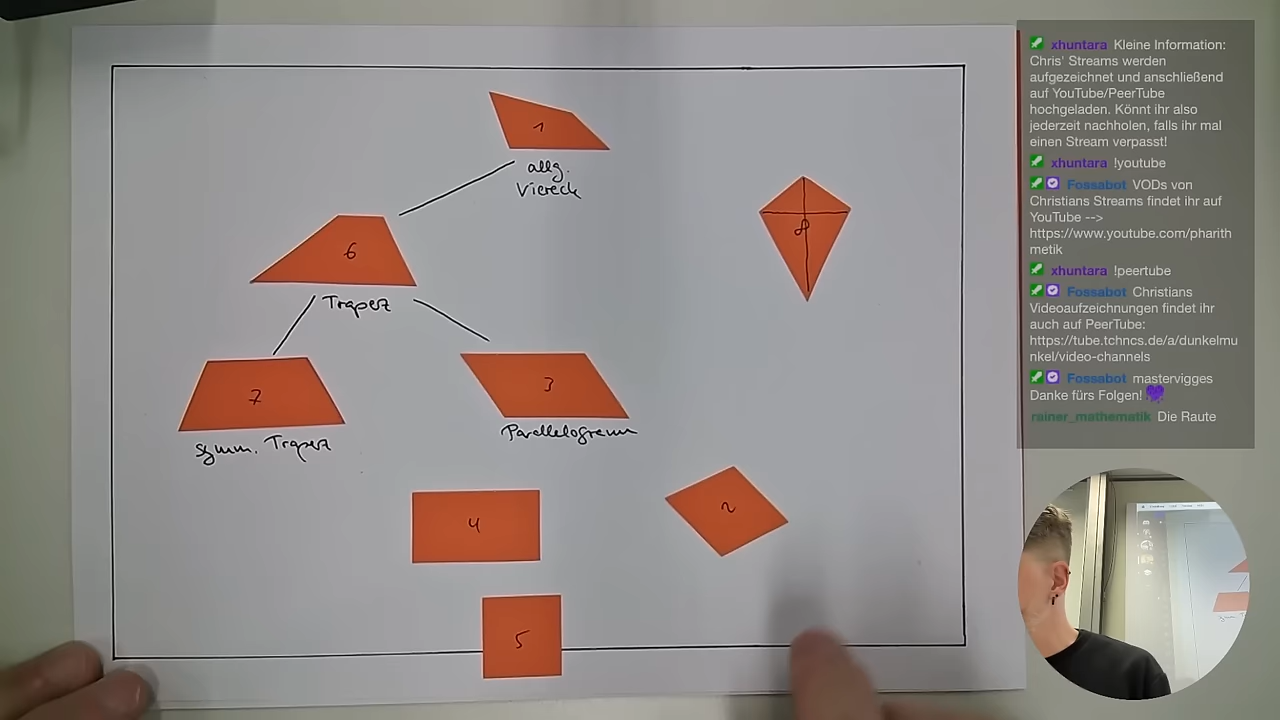 1
allg.
Viereck
8
6
Trapez
7
3
symm. Trapez
Parallelogramm
4
2
5
xhuntara Kleine Information:
Chris' Streams werden
aufgezeichnet und anschließend
auf YouTube/PeerTube
hochgeladen. Könnt ihr also
jederzeit nachholen, falls ihr mal
einen Stream verpasst!
xhuntara !youtube
Fossabot VODs von
Christians Streams findet ihr auf
YouTube -->
https://www.youtube.com/pharith
metik
xhuntara !peertube
Fossabot Christians
Videoaufzeichnungen findet ihr
auch auf PeerTube:
https://tube.tchncs.de/a/dunkelmu
nkel/video-channels
Fossabot mastervigges
Danke fürs Folgen!
rainer_mathematik Die Raute